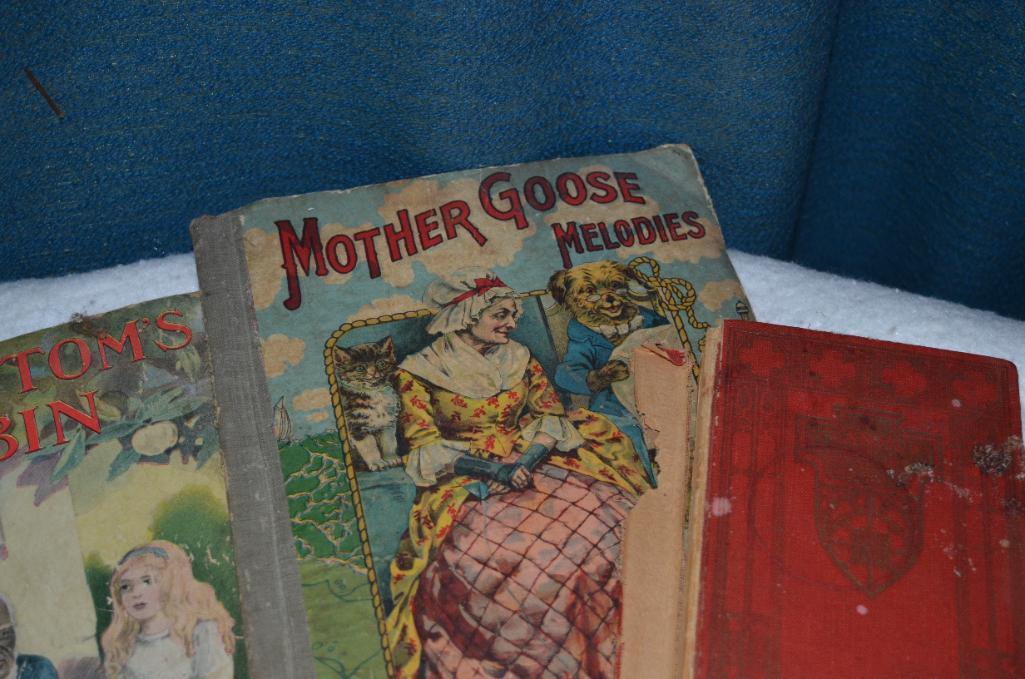 TOM'S
BIN
MOTHER GOOSE
MELODIES